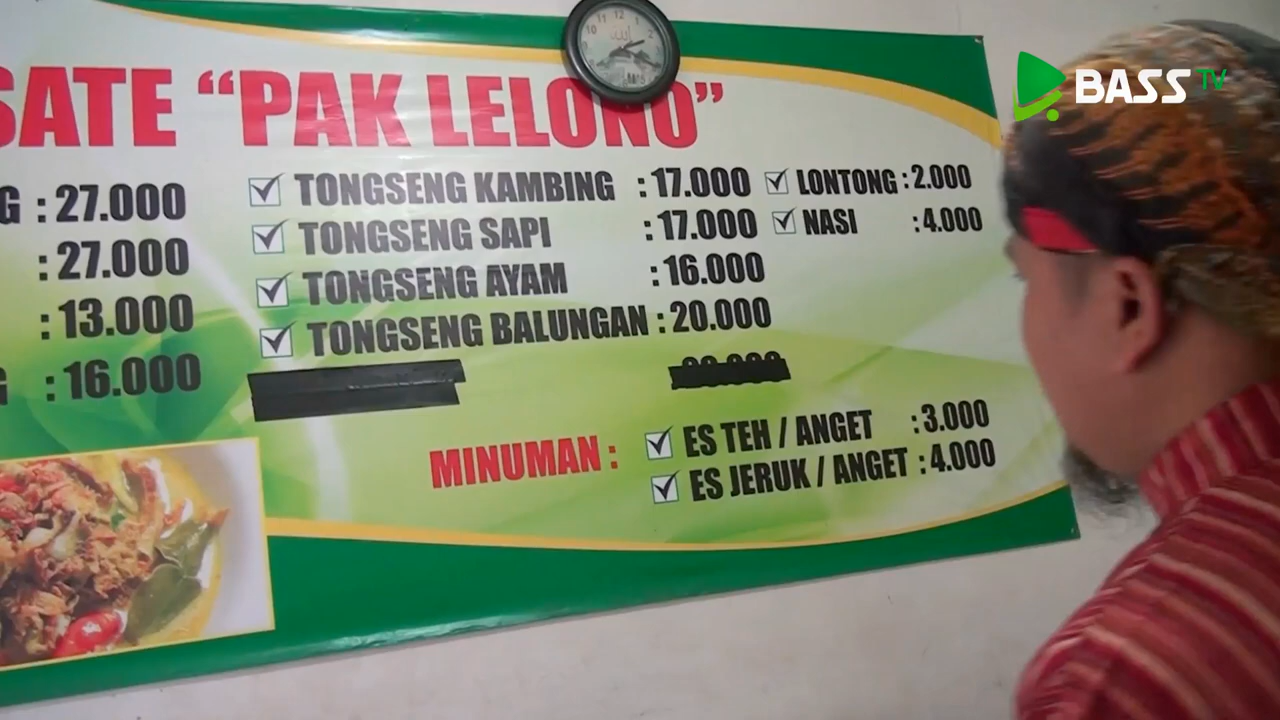 SATE "PAK LELONO"
G : 27.000
: 27.000
: 13.000
G : 16.000
TONGSENG KAMBING : 17.000
TONGSENG SAPI : 17.000
TONGSENG AYAM : 16.000
TONGSENG BALUNGAN : 20.000
LONTONG : 2.000
NASI : 4.000
MINUMAN :
ES TEH / ANGET : 3.000
ES JERUK / ANGET : 4.000
BASS TV